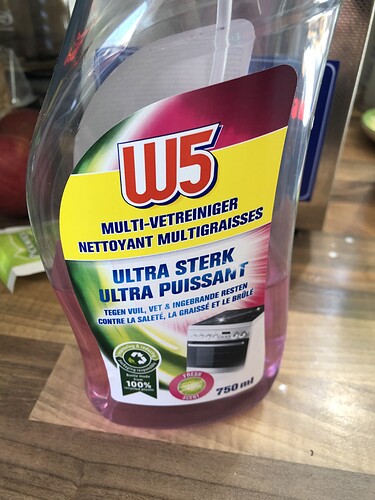 W5
MULTI-VETREINIGER
NETTOYANT MULTIGRAISSES
ULTRA STERK
ULTRA PUISSANT
TEGEN VUIL, VET & INGEBRANDE RESTEN
CONTRE LA SALETÉ, LA GRAISSE ET LE BRÛLÉ
100%
FRESH
SCENT
750 ml